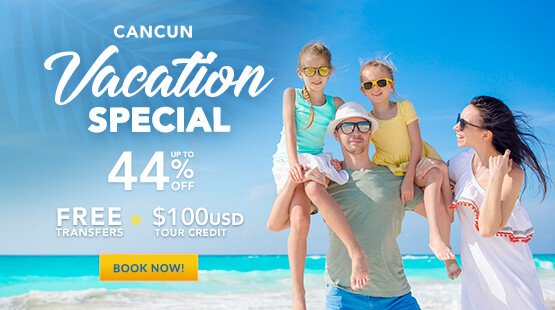 CANCUN
Vacation
SPECIAL
UP TO
44%
OFF
FREE + $100USD
TRANSFERS TOUR CREDIT
BOOK NOW!